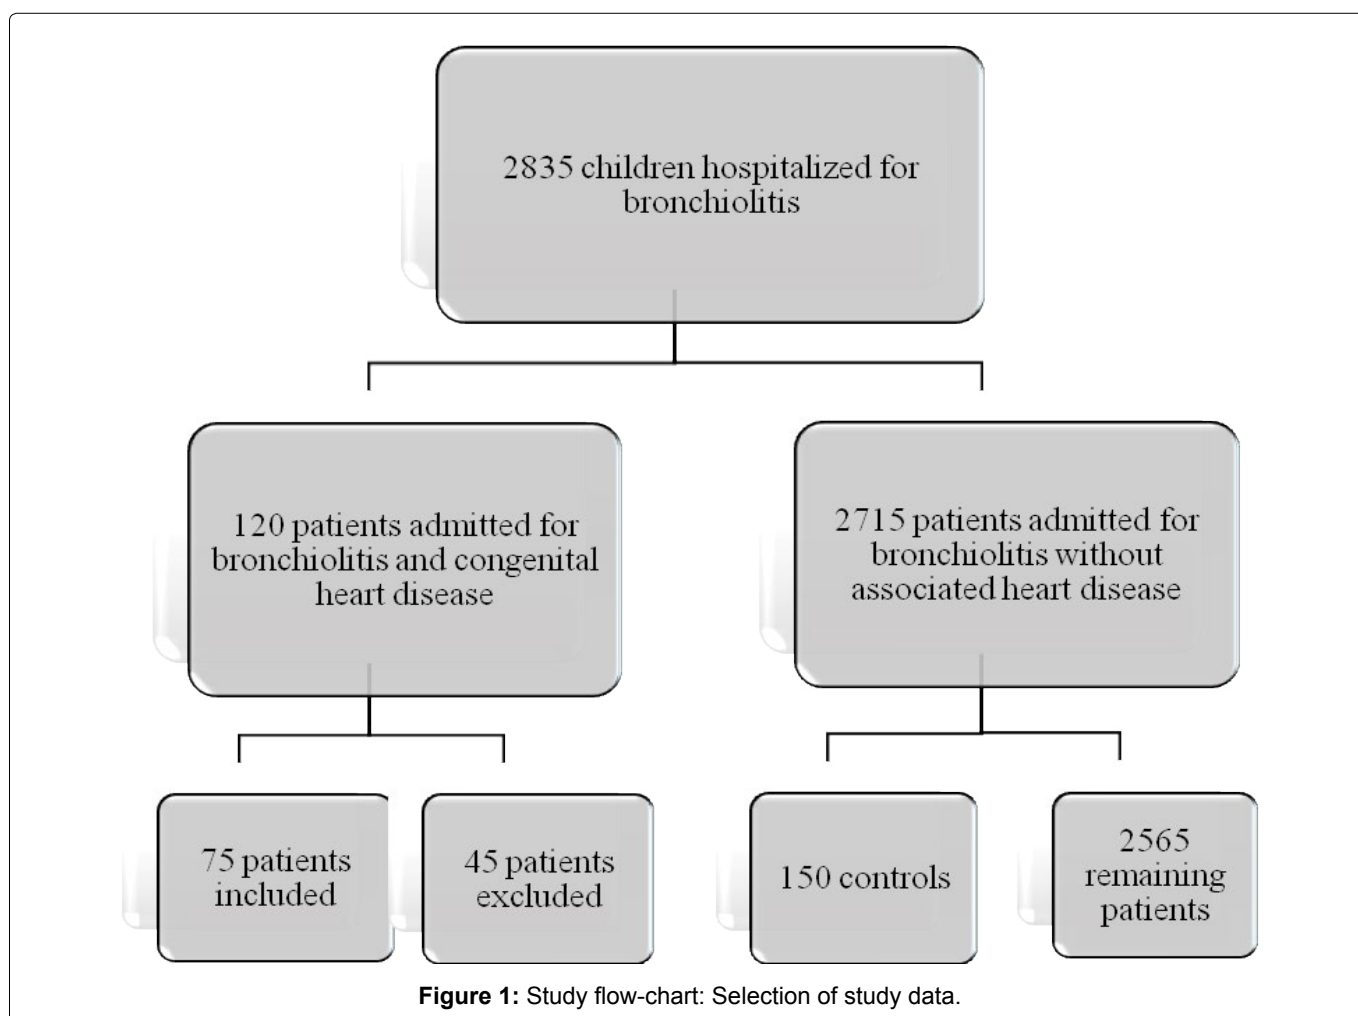 2835 children hospitalized for
bronchiolitis
120 patients admitted for
bronchiolitis and congenital
heart disease
2715 patients admitted for
bronchiolitis without
associated heart disease
75 patients
included
45 patients
excluded
150 controls
2565
remaining
patients
Figure 1: Study flow-chart: Selection of study data.